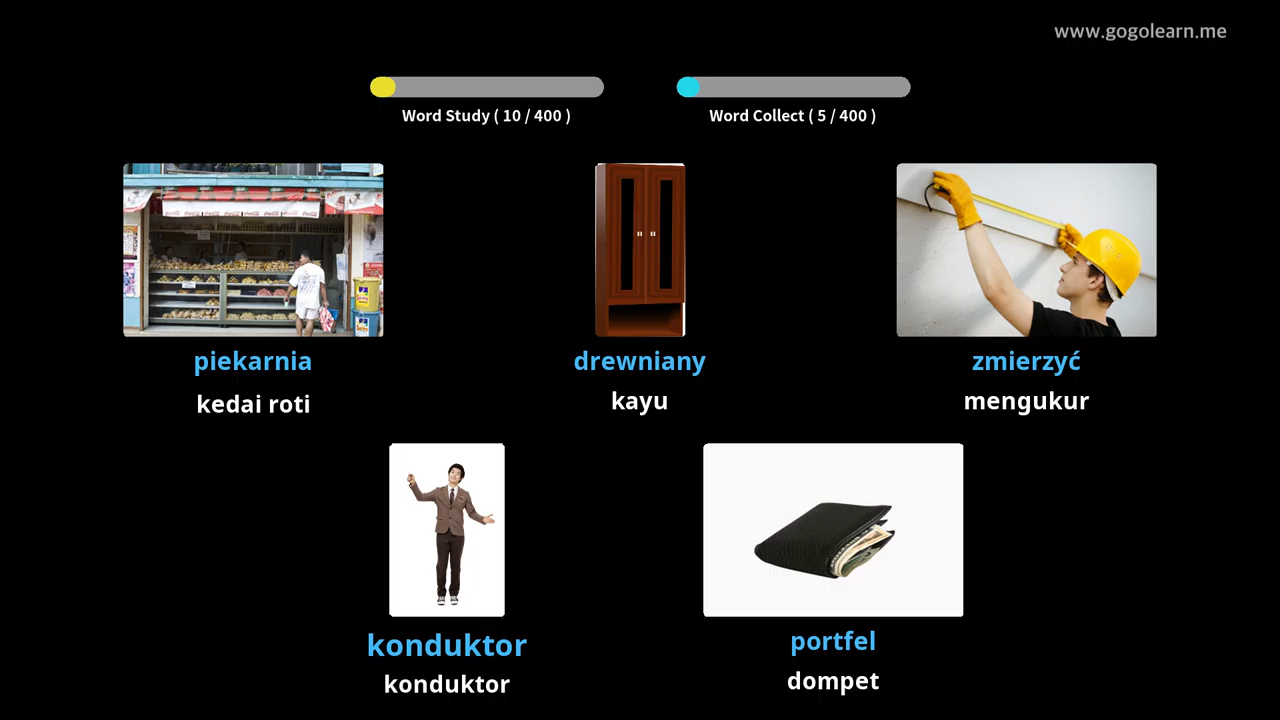 www.gogolearn.me
Word Study ( 10 / 400 )
Word Collect ( 5 / 400 )
piekarnia
drewniany
zmierzyć
kedai roti
kayu
mengukur
konduktor
portfel
konduktor
dompet